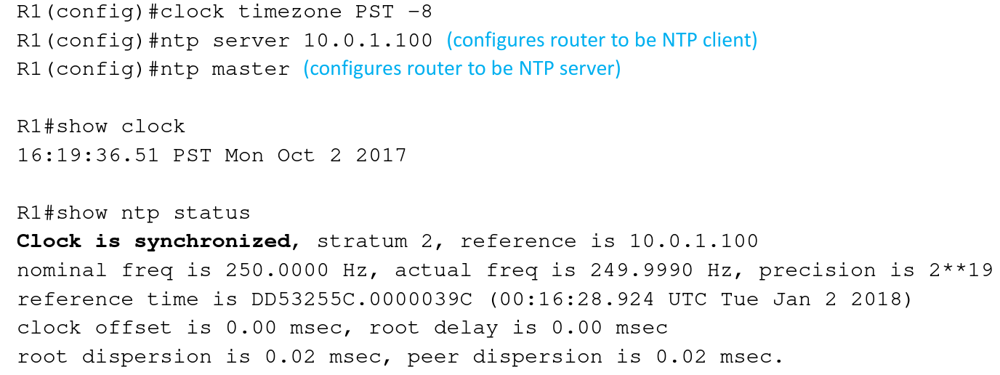 R1(config)#clock timezone PST -8
R1(config)#ntp server 10.0.1.100 (configures router to be NTP client)
R1(config)#ntp master (configures router to be NTP server)
R1#show clock
16:19:36.51 PST Mon Oct 2 2017
R1#show ntp status
Clock is synchronized, stratum 2, reference is 10.0.1.100
nominal freq is 250.0000 Hz, actual freq is 249.9990 Hz, precision is 2**19
reference time is DD53255C.0000039C (00:16:28.924 UTC Tue Jan 2 2018)
clock offset is 0.00 msec, root delay is 0.00 msec
root dispersion is 0.02 msec, peer dispersion is 0.02 msec.